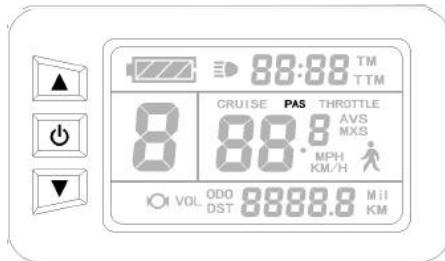 88:88 TM
TTM
CRUISE PAS THROTTLE
8 88.8 AVS
MXS
MPH
KM/H
VOL ODO
DST 8888.8 Mil
KM